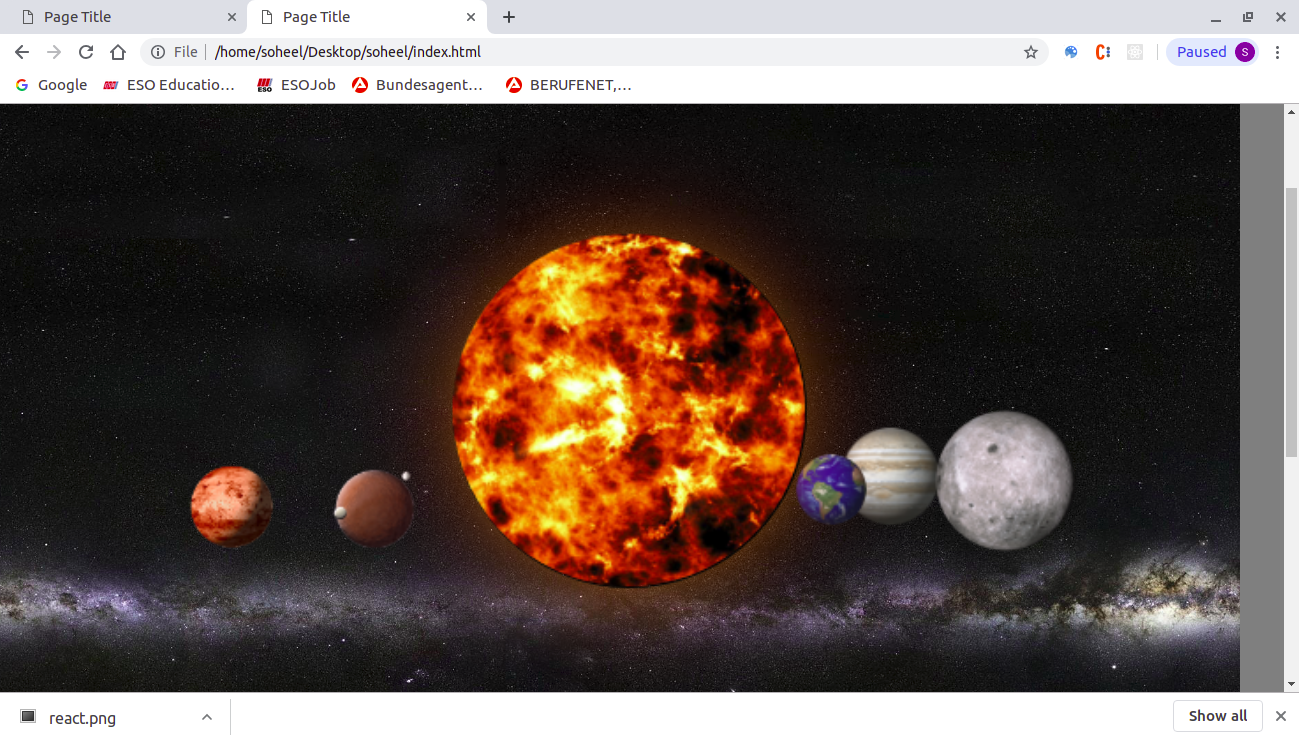 Page Title
Page Title
File /home/soheel/Desktop/soheel/index.html Paused S
Google ESO Educatio… ESO ESOJob Bundesagent… BERUFENET,…
react.png Show all